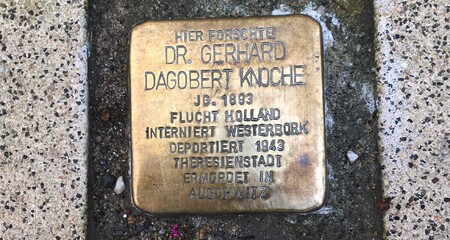 HIER FORSCHTE
DR. GERHARD
DAGOBERT KNOCHE
JG. 1893
FLUCHT HOLLAND
INTERNIERT WESTERBORK
DEPORTIERT 1943
THERESIENSTADT
ERMORDET IN
AUSCHWITZ